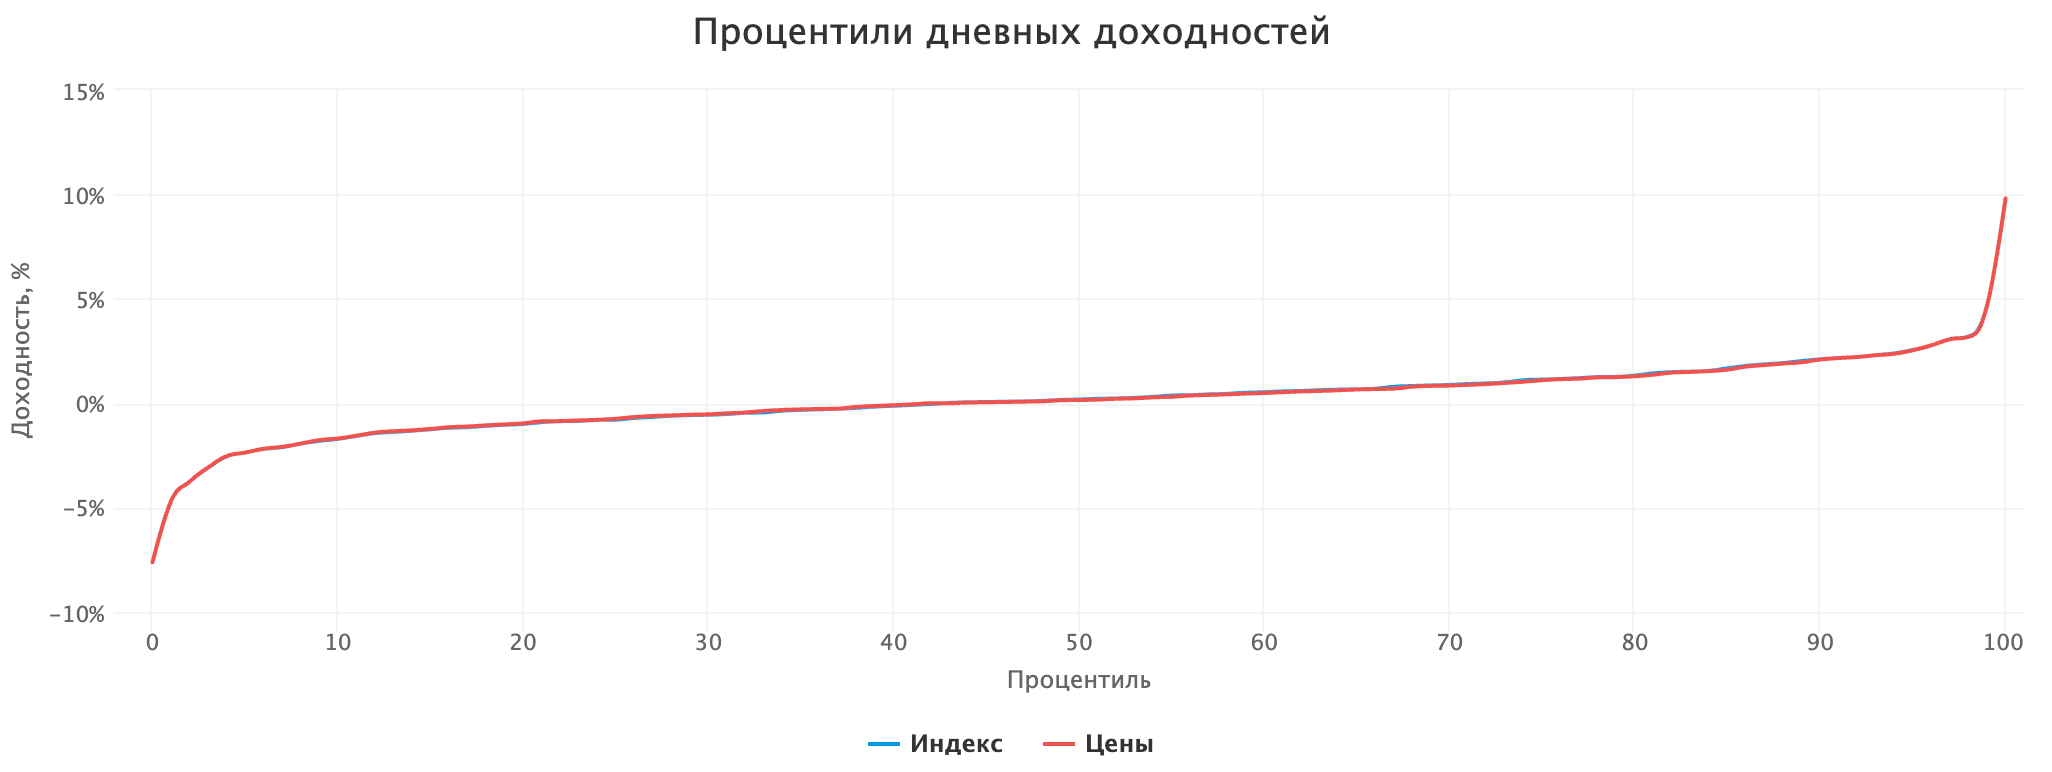 Процентили дневных доходностей
15%
10%
5%
0%
−5%
−10%
Доходность, %
0 10 20 30 40 50 60 70 80 90 100
Процентиль
Индекс Цены